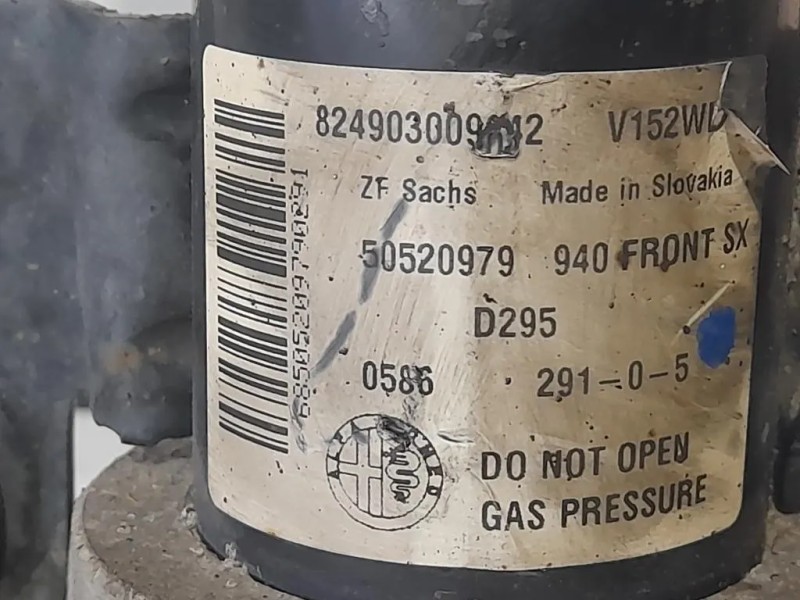 V152WD
ZF Sachs Made in Slovakia
50520979 940 FRONT SX
D295
0586 291-0-5
DO NOT OPEN
GAS PRESSURE